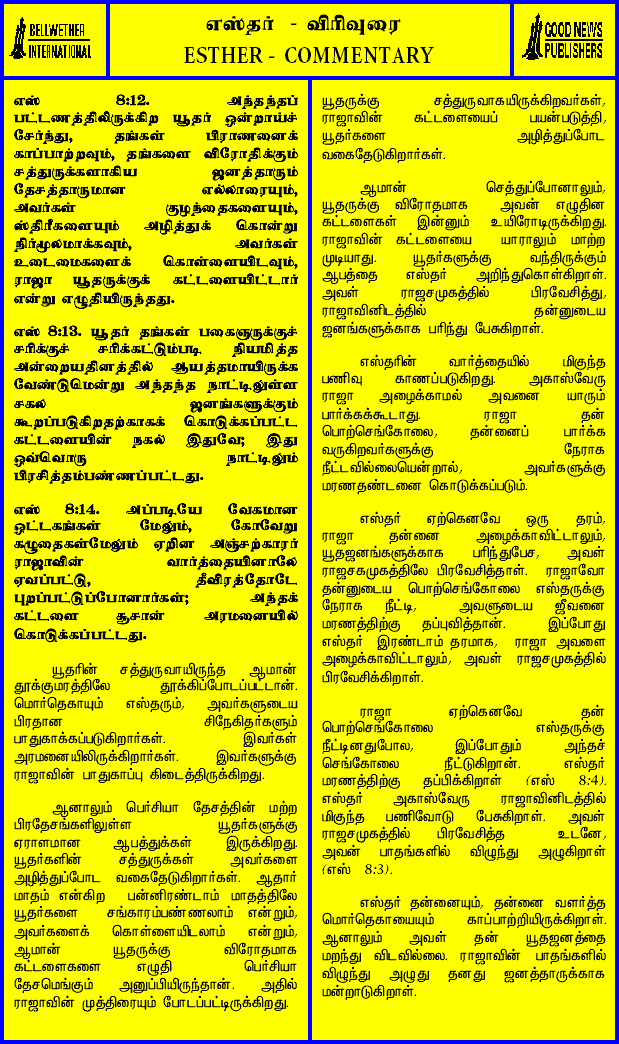 BELLWETHER
INTERNATIONAL
எஸ்தர் - விரிவுரை
ESTHER - COMMENTARY
GOOD NEWS
PUBLISHERS
எஸ் 8:12. அந்தந்தப்
பட்டணத்திலிருக்கிற யூதர் ஒன்றாய்ச்
சேர்ந்து, தங்கள் பிராணனைக்
காப்பாற்றவும், தங்களை விரோதிக்கும்
சத்துருக்களாகிய ஜனத்தாரும்
தேசத்தாருமான எல்லாரையும்,
அவர்கள் குழந்தைகளையும்,
ஸ்திரீகளையும் அழித்துக் கொன்று
நிர்மூலமாக்கவும், அவர்கள்
உடைமைகளைக் கொள்ளையிடவும்,
ராஜா யூதருக்குக் கட்டளையிட்டார்
என்று எழுதியிருந்தது.
எஸ் 8:13. யூதர் தங்கள் பகைஞருக்குச்
சரிக்குச் சரிக்கட்டும்படி நியமித்த
அன்றையதினத்தில் ஆயத்தமாயிருக்க
வேண்டுமென்று அந்தந்த நாட்டிலுள்ள
சகல ஜனங்களுக்கும்
கூறப்படுகிறதற்காகக் கொடுக்கப்பட்ட
கட்டளையின் நகல் இதுவே; இது
ஒவ்வொரு நாட்டிலும்
பிரசித்தம்பண்ணப்பட்டது.
எஸ் 8:14. அப்படியே வேகமான
ஒட்டகங்கள் மேலும், கோவேறு
கழுதைகள்மேலும் ஏறின அஞ்சற்காரர்
ராஜாவின் வார்த்தையினாலே
ஏவப்பட்டு, தீவிரத்தோடே
புறப்பட்டுப்போனார்கள்; அந்தக்
கட்டளை சூசான் அரமனையில்
கொடுக்கப்பட்டது.
யூதரின் சத்துருவாயிருந்த ஆமான்
தூக்குமரத்திலே தூக்கிப்போடப்பட்டான்.
மொர்தெகாயும் எஸ்தரும், அவர்களுடைய
பிரதான சிநேகிதர்களும்
பாதுகாக்கப்படுகிறார்கள். இவர்கள்
அரமனையிலிருக்கிறார்கள். இவர்களுக்கு
ராஜாவின் பாதுகாப்பு கிடைத்திருக்கிறது.
ஆனாலும் பெர்சியா தேசத்தின் மற்ற
பிரதேசங்களிலுள்ள யூதர்களுக்கு
ஏராளமான ஆபத்துக்கள் இருக்கிறது.
யூதர்களின் சத்துருக்கள் அவர்களை
அழித்துப்போட வகைதேடுகிறார்கள். ஆதார்
மாதம் என்கிற பன்னிரண்டாம் மாதத்திலே
யூதர்களை சங்காரம்பண்ணலாம் என்றும்,
அவர்களைக் கொள்ளையிடலாம் என்றும்,
ஆமான் யூதருக்கு விரோதமாக
கட்டளைகளை எழுதி பெர்சியா
தேசமெங்கும் அனுப்பியிருந்தான். அதில்
ராஜாவின் முத்திரையும் போடப்பட்டிருக்கிறது.
யூதருக்கு சத்துருவாகயிருக்கிறவர்கள்,
ராஜாவின் கட்டளையைப் பயன்படுத்தி,
யூதர்களை அழித்துப்போட
வகைதேடுகிறார்கள்.
ஆமான் செத்துப்போனாலும்,
யூதருக்கு விரோதமாக அவன் எழுதின
கட்டளைகள் இன்னும் உயிரோடிருக்கிறது.
ராஜாவின் கட்டளையை யாராலும் மாற்ற
முடியாது. யூதர்களுக்கு வந்திருக்கும்
ஆபத்தை எஸ்தர் அறிந்துகொள்கிறாள்.
அவள் ராஜசமுகத்தில் பிரவேசித்து,
ராஜாவினிடத்தில் தன்னுடைய
ஜனங்களுக்காக பரிந்து பேசுகிறாள்.
எஸ்தரின் வார்த்தையில் மிகுந்த
பணிவு காணப்படுகிறது. அகாஸ்வேரு
ராஜா அழைக்காமல் அவனை யாரும்
பார்க்கக்கூடாது. ராஜா தன்
பொற்செங்கோலை, தன்னைப் பார்க்க
வருகிறவர்களுக்கு நேராக
நீட்டவில்லையென்றால், அவர்களுக்கு
மரணதண்டனை கொடுக்கப்படும்.
எஸ்தர் ஏற்கெனவே ஒரு தரம்,
ராஜா தன்னை அழைக்காவிட்டாலும்,
யூதஜனங்களுக்காக பரிந்துபேச, அவள்
ராஜசகமுகத்திலே பிரவேசித்தாள். ராஜாவோ
தன்னுடைய பொற்செங்கோலை எஸ்தருக்கு
நேராக நீட்டி, அவளுடைய ஜீவனை
மரணத்திற்கு தப்புவித்தான். இப்போது
எஸ்தர் இரண்டாம் தரமாக, ராஜா அவளை
அழைக்காவிட்டாலும், அவள் ராஜசமுகத்தில்
பிரவேசிக்கிறாள்.
ராஜா ஏற்கெனவே தன்
பொற்செங்கோலை எஸ்தருக்கு
நீட்டினதுபோல, இப்போதும் அந்தச்
செங்கோலை நீட்டுகிறான். எஸ்தர்
மரணத்திற்கு தப்பிக்கிறாள் (எஸ் 8:4).
எஸ்தர் அகாஸ்வேரு ராஜாவினிடத்தில்
மிகுந்த பணிவோடு பேசுகிறாள். அவள்
ராஜசமுகத்தில் பிரவேசித்த உடனே,
அவன் பாதங்களில் விழுந்து அழுகிறாள்
(எஸ் 8:3).
எஸ்தர் தன்னையும், தன்னை வளர்த்த
மொர்தெகாயையும் காப்பாற்றியிருக்கிறாள்.
ஆனாலும் அவள் தன் யூதஜனத்தை
மறந்து விடவில்லை. ராஜாவின் பாதங்களில்
விழுந்து அழுது தனது ஜனத்தாருக்காக
மன்றாடுகிறாள்.